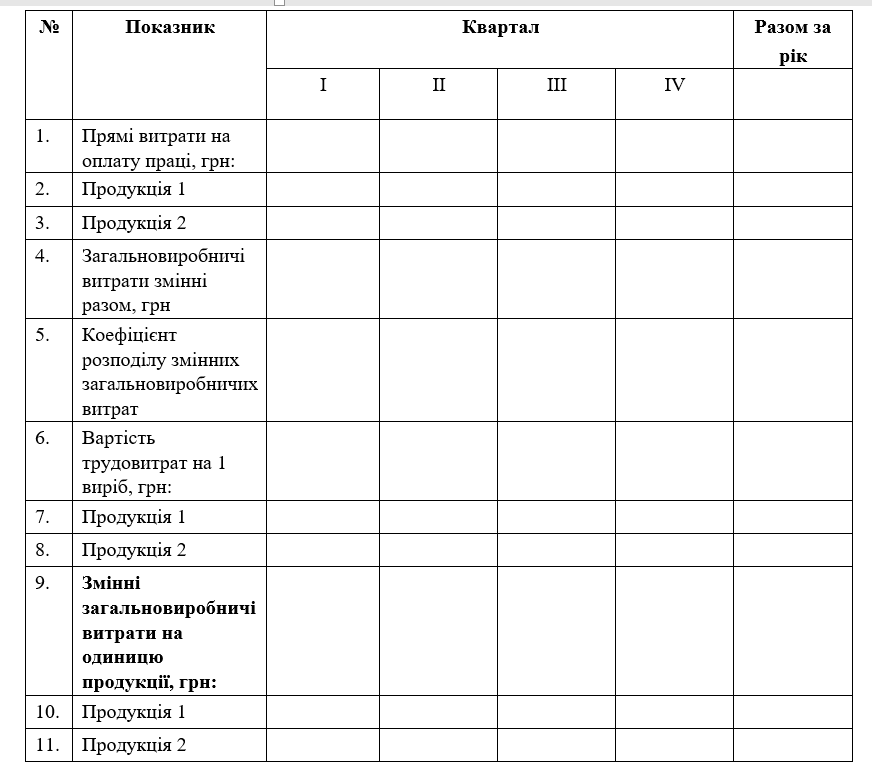 № Показник Квартал Разом за
рік
I II III IV
1. Прямі витрати на
оплату праці, грн:
2. Продукція 1
3. Продукція 2
4. Загальновиробничі
витрати змінні
разом, грн
5. Коефіцієнт
розподілу змінних
загальновиробничих
витрат
6. Вартість
трудовитрат на 1
виріб, грн:
7. Продукція 1
8. Продукція 2
9. Змінні
загальновиробничі
витрати на
одиницю
продукції, грн:
10. Продукція 1
11. Продукція 2